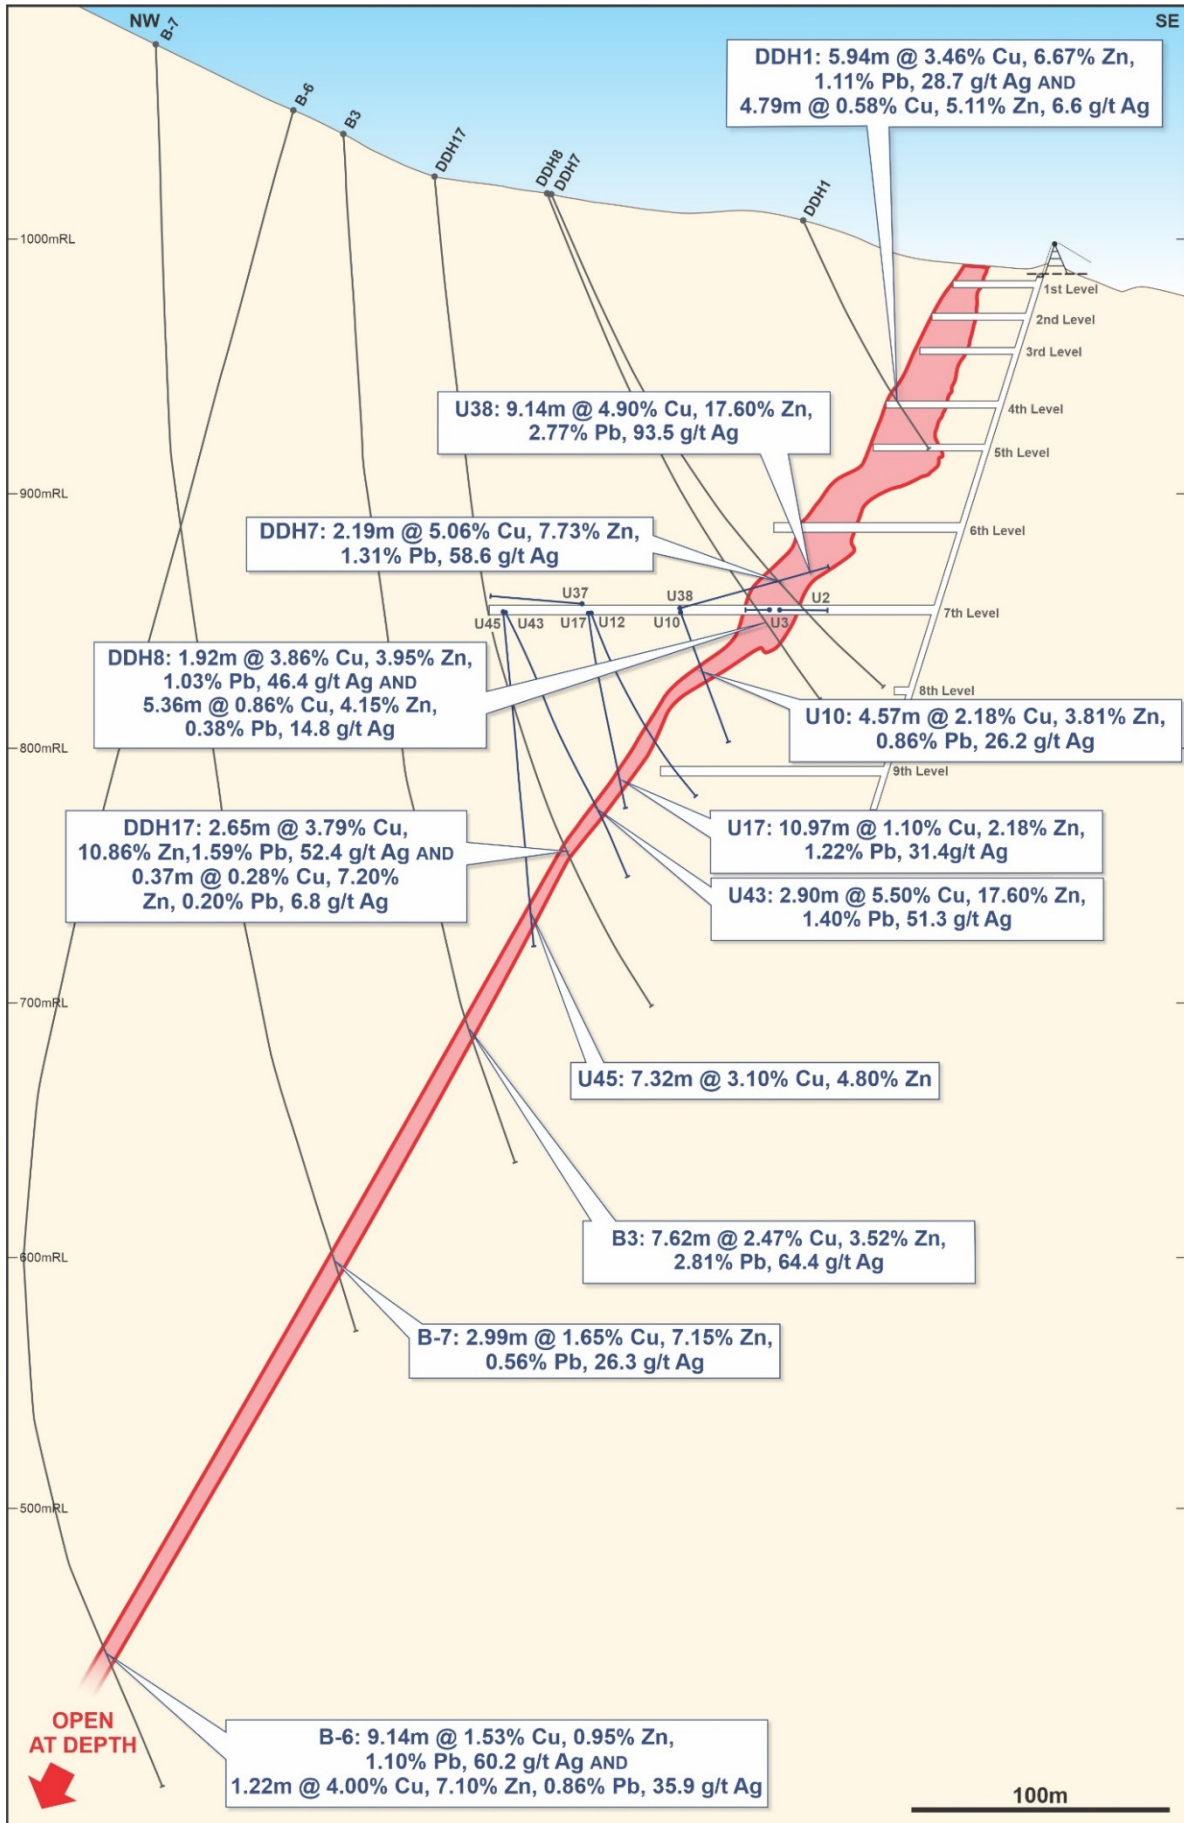 NW
SE
B-7
B-6
B3
DDH17
DDH8
DDH7
DDH1
DDH1: 5.94m @ 3.46% Cu, 6.67% Zn,
1.11% Pb, 28.7 g/t Ag AND
4.79m @ 0.58% Cu, 5.11% Zn, 6.6 g/t Ag
1000mRL
1st Level
2nd Level
3rd Level
4th Level
5th Level
U38: 9.14m @ 4.90% Cu, 17.60% Zn,
2.77% Pb, 93.5 g/t Ag
900mRL
6th Level
DDH7: 2.19m @ 5.06% Cu, 7.73% Zn,
1.31% Pb, 58.6 g/t Ag
U37
U38
U2
U45
U43
U17
U12
U10
U3
7th Level
DDH8: 1.92m @ 3.86% Cu, 3.95% Zn,
1.03% Pb, 46.4 g/t Ag AND
5.36m @ 0.86% Cu, 4.15% Zn,
0.38% Pb, 14.8 g/t Ag
8th Level
U10: 4.57m @ 2.18% Cu, 3.81% Zn,
0.86% Pb, 26.2 g/t Ag
800mRL
9th Level
DDH17: 2.65m @ 3.79% Cu,
10.86% Zn,1.59% Pb, 52.4 g/t Ag AND
0.37m @ 0.28% Cu, 7.20%
Zn, 0.20% Pb, 6.8 g/t Ag
U17: 10.97m @ 1.10% Cu, 2.18% Zn,
1.22% Pb, 31.4g/t Ag
U43: 2.90m @ 5.50% Cu, 17.60% Zn,
1.40% Pb, 51.3 g/t Ag
700mRL
U45: 7.32m @ 3.10% Cu, 4.80% Zn
B3: 7.62m @ 2.47% Cu, 3.52% Zn,
2.81% Pb, 64.4 g/t Ag
600mRL
B-7: 2.99m @ 1.65% Cu, 7.15% Zn,
0.56% Pb, 26.3 g/t Ag
500mRL
OPEN
AT DEPTH
B-6: 9.14m @ 1.53% Cu, 0.95% Zn,
1.10% Pb, 60.2 g/t Ag AND
1.22m @ 4.00% Cu, 7.10% Zn, 0.86% Pb, 35.9 g/t Ag
100m